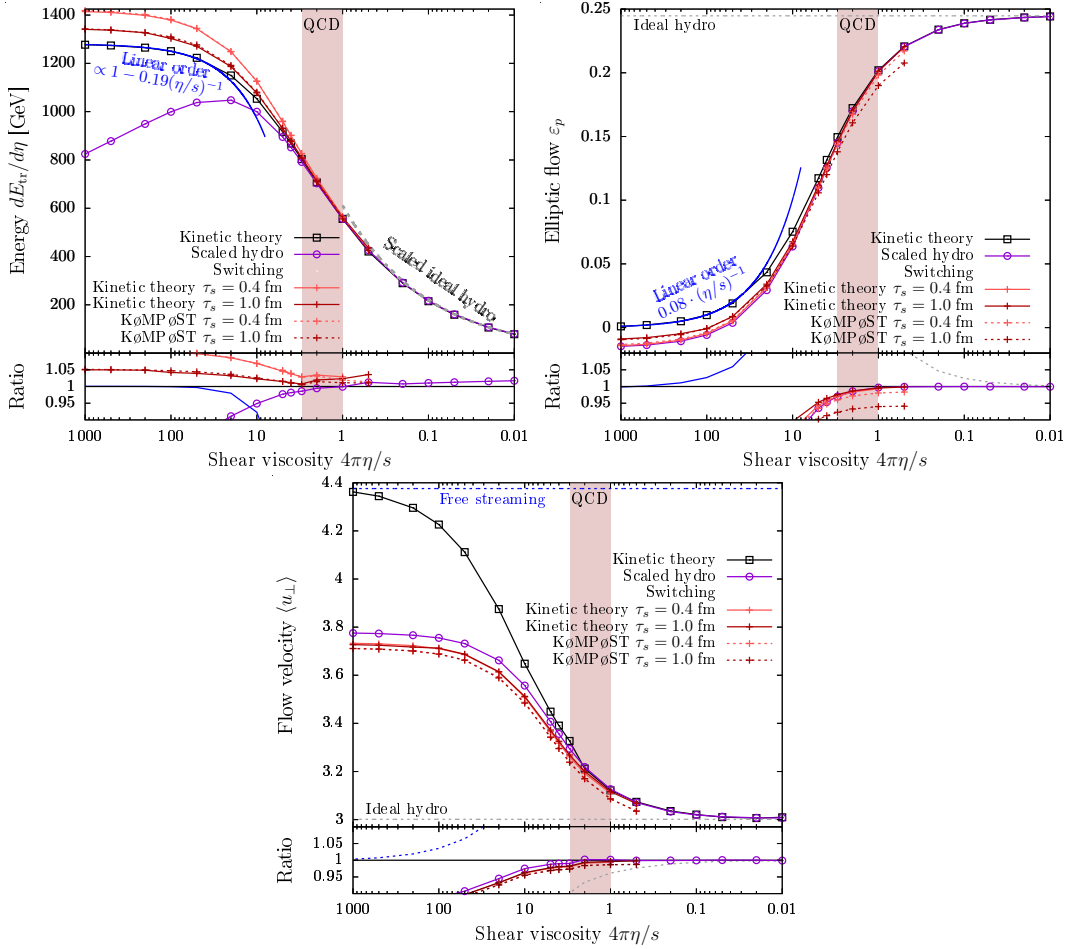 1400
1200
1000
800
600
400
200
Energy dE_tr/dη [GeV]
QCD
Linear order
∝ 1 − 0.19(η/s)^−1
Scaled ideal hydro
Kinetic theory
Scaled hydro
Switching
Kinetic theory τ_s = 0.4 fm
Kinetic theory τ_s = 1.0 fm
KøMPøST τ_s = 0.4 fm
KøMPøST τ_s = 1.0 fm
Ratio
1.05
1
0.95
1000 100 10 1 0.1 0.01
Shear viscosity 4πη/s
0.25
0.2
0.15
0.1
0.05
0
Elliptic flow ε_p
Ideal hydro
QCD
Linear order
0.08 · (η/s)^−1
Kinetic theory
Scaled hydro
Switching
Kinetic theory τ_s = 0.4 fm
Kinetic theory τ_s = 1.0 fm
KøMPøST τ_s = 0.4 fm
KøMPøST τ_s = 1.0 fm
Ratio
1.05
1
0.95
1000 100 10 1 0.1 0.01
Shear viscosity 4πη/s
4.4
4.2
4
3.8
3.6
3.4
3.2
3
Flow velocity ⟨u_⊥⟩
Free streaming
QCD
Kinetic theory
Scaled hydro
Switching
Kinetic theory τ_s = 0.4 fm
Kinetic theory τ_s = 1.0 fm
KøMPøST τ_s = 0.4 fm
KøMPøST τ_s = 1.0 fm
Ideal hydro
Ratio
1.05
1
0.95
1000 100 10 1 0.1 0.01
Shear viscosity 4πη/s